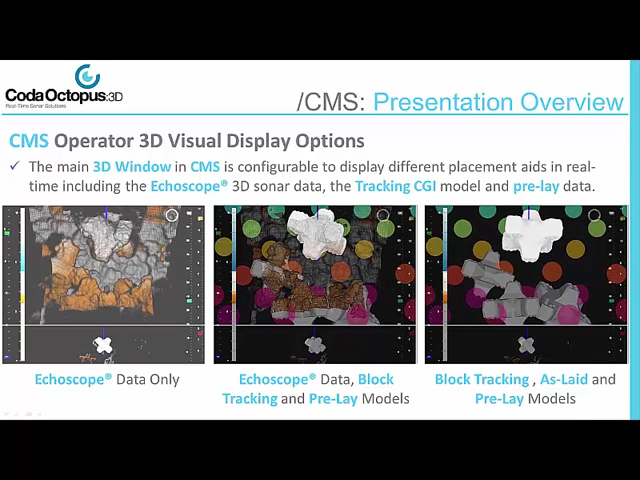 CodaOctopus:3D
Real-Time Sonar Solutions
/CMS: Presentation Overview
CMS Operator 3D Visual Display Options
✓ The main 3D Window in CMS is configurable to display different placement aids in real-
time including the Echoscope® 3D sonar data, the Tracking CGI model and pre-lay data.
Echoscope® Data Only
Echoscope® Data, Block
Tracking and Pre-Lay Models
Block Tracking , As-Laid and
Pre-Lay Models